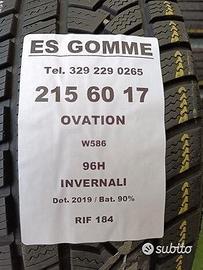 ES GOMME
Tel. 329 229 0265
215 60 17
OVATION
W586
96H
INVERNALI
Dot. 2019 / Bat. 90%
RIF 184
subito